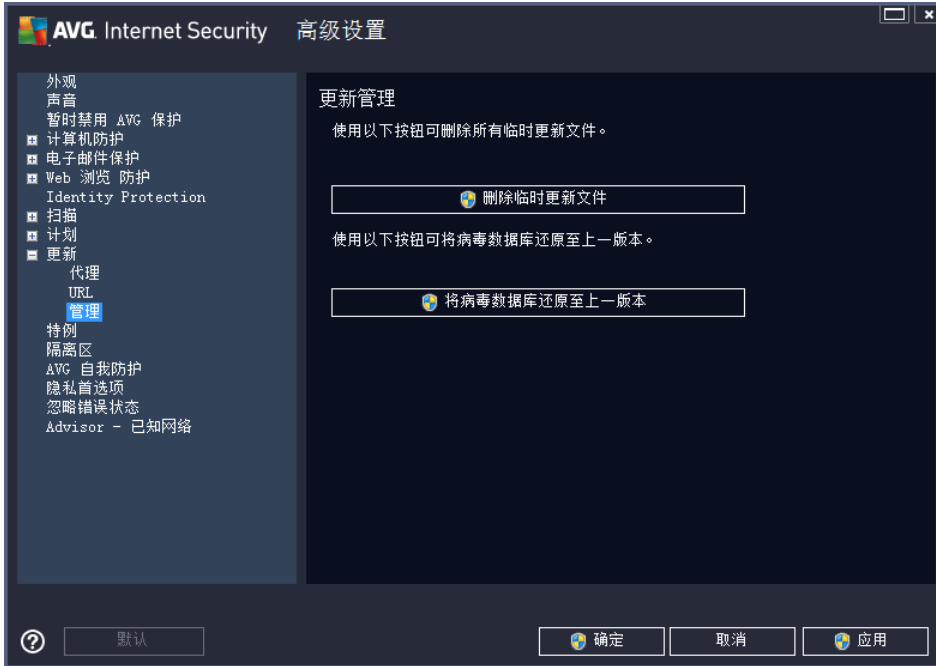 AVG. Internet Security 高级设置
外观
声音
暂时禁用 AVG 保护
计算机防护
电子邮件保护
Web 浏览 防护
Identity Protection
扫描
计划
更新
代理
URL
管理
特例
隔离区
AVG 自我防护
隐私首选项
忽略错误状态
Advisor - 已知网络
更新管理
使用以下按钮可删除所有临时更新文件。
删除临时更新文件
使用以下按钮可将病毒数据库还原至上一版本。
将病毒数据库还原至上一版本
默认
确定
取消
应用